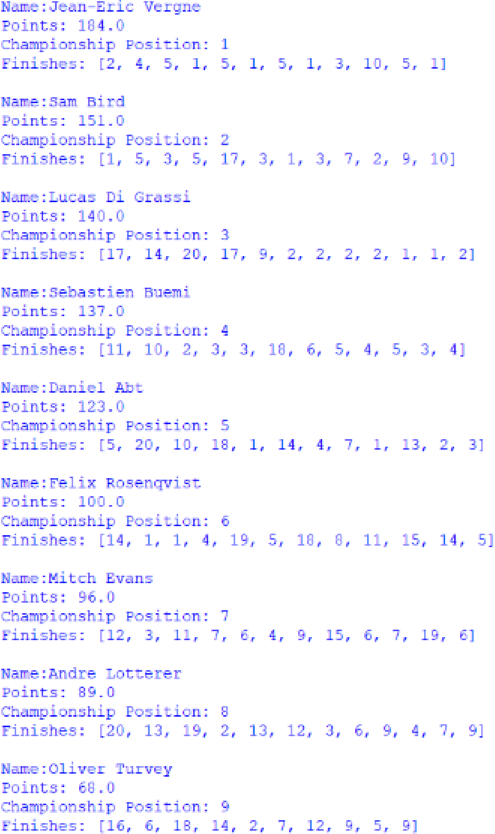 Name:Jean-Eric Vergne
Points: 184.0
Championship Position: 1
Finishes: [2, 4, 5, 1, 5, 1, 5, 1, 3, 10, 5, 1]
Name:Sam Bird
Points: 151.0
Championship Position: 2
Finishes: [1, 5, 3, 5, 17, 3, 1, 3, 7, 2, 9, 10]
Name:Lucas Di Grassi
Points: 140.0
Championship Position: 3
Finishes: [17, 14, 20, 17, 9, 2, 2, 2, 2, 1, 1, 2]
Name:Sebastien Buemi
Points: 137.0
Championship Position: 4
Finishes: [11, 10, 2, 3, 3, 18, 6, 5, 4, 5, 3, 4]
Name:Daniel Abt
Points: 123.0
Championship Position: 5
Finishes: [5, 20, 10, 18, 1, 14, 4, 7, 1, 13, 2, 3]
Name:Felix Rosenqvist
Points: 100.0
Championship Position: 6
Finishes: [14, 1, 1, 4, 19, 5, 18, 8, 11, 15, 14, 5]
Name:Mitch Evans
Points: 96.0
Championship Position: 7
Finishes: [12, 3, 11, 7, 6, 4, 9, 15, 6, 7, 19, 6]
Name:Andre Lotterer
Points: 89.0
Championship Position: 8
Finishes: [20, 13, 19, 2, 13, 12, 3, 6, 9, 4, 7, 9]
Name:Oliver Turvey
Points: 68.0
Championship Position: 9
Finishes: [16, 6, 18, 14, 2, 7, 12, 9, 5, 9]